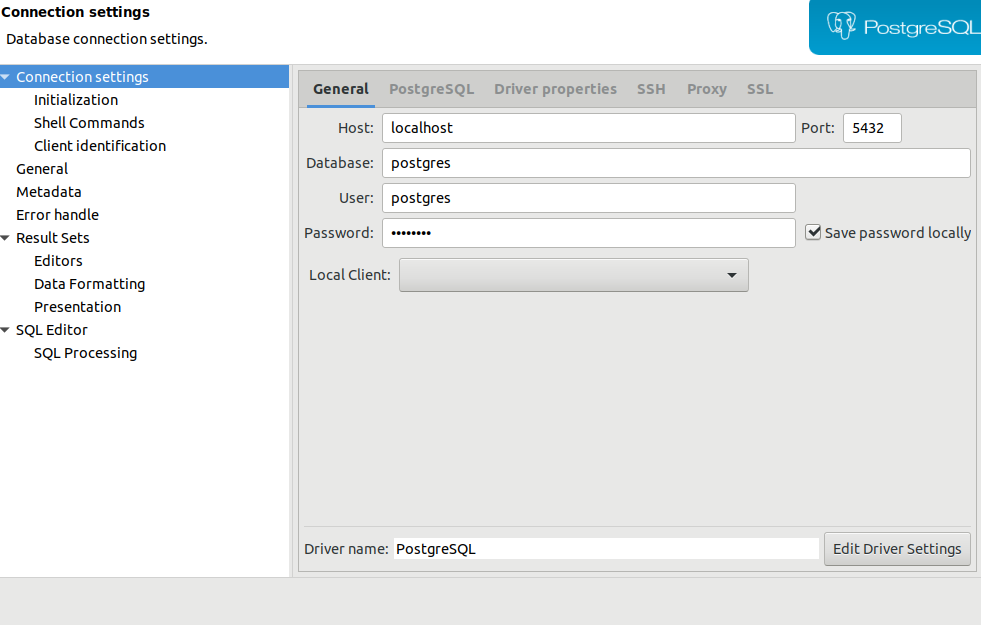 Connection settings
Database connection settings.
PostgreSQL
Connection settings
Initialization
Shell Commands
Client identification
General
Metadata
Error handle
Result Sets
Editors
Data Formatting
Presentation
SQL Editor
SQL Processing
General PostgreSQL Driver properties SSH Proxy SSL
Host: localhost Port: 5432
Database: postgres
User: postgres
Password: •••••••• Save password locally
Local Client:
Driver name: PostgreSQL Edit Driver Settings